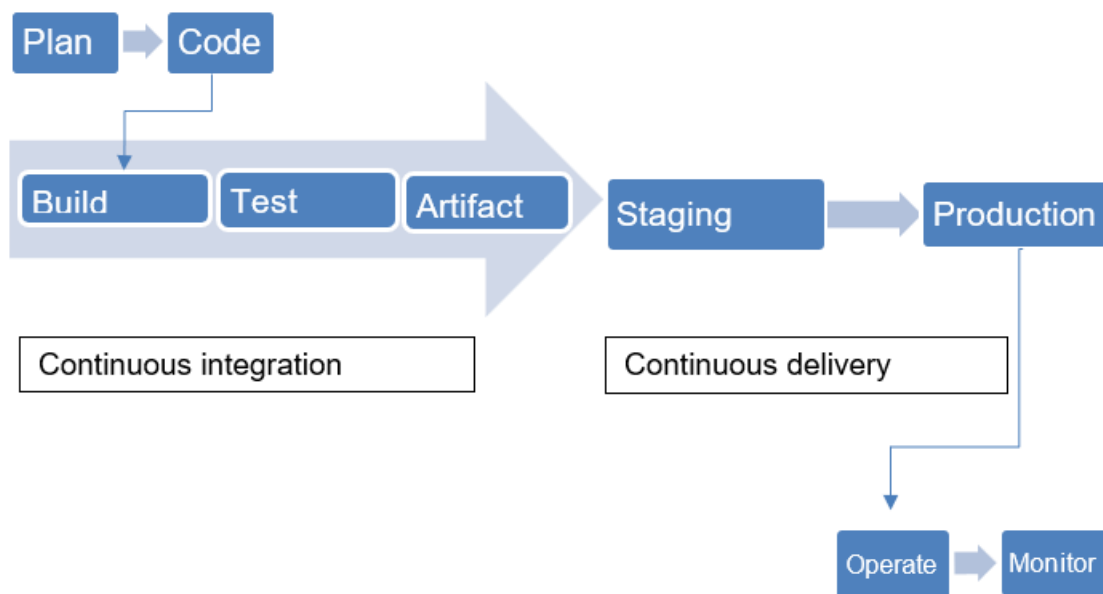 Plan
Code
Build
Test
Artifact
Staging
Production
Continuous integration
Continuous delivery
Operate
Monitor